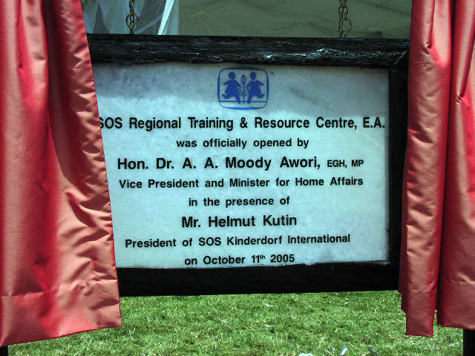 SOS Regional Training & Resource Centre, E.A.
was officially opened by
Hon. Dr. A. A. Moody Awori, EGH, MP
Vice President and Minister for Home Affairs
in the presence of
Mr. Helmut Kutin
President of SOS Kinderdorf International
on October 11th 2005